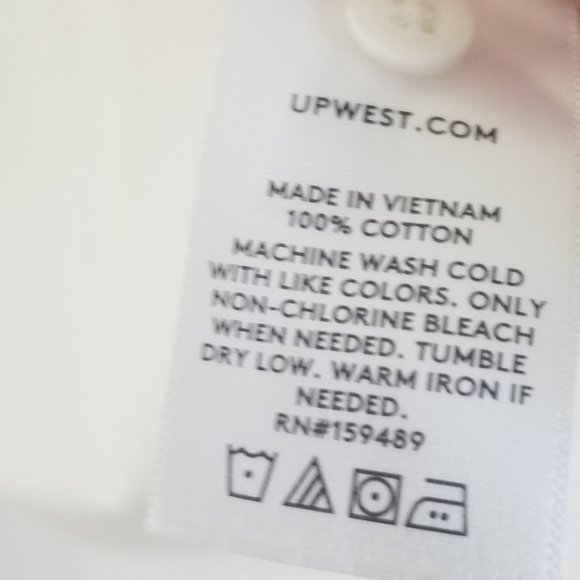 UPWEST.COM
MADE IN VIETNAM
100% COTTON
MACHINE WASH COLD
WITH LIKE COLORS. ONLY
NON-CHLORINE BLEACH
WHEN NEEDED. TUMBLE
DRY LOW. WARM IRON IF
NEEDED.
RN#159489